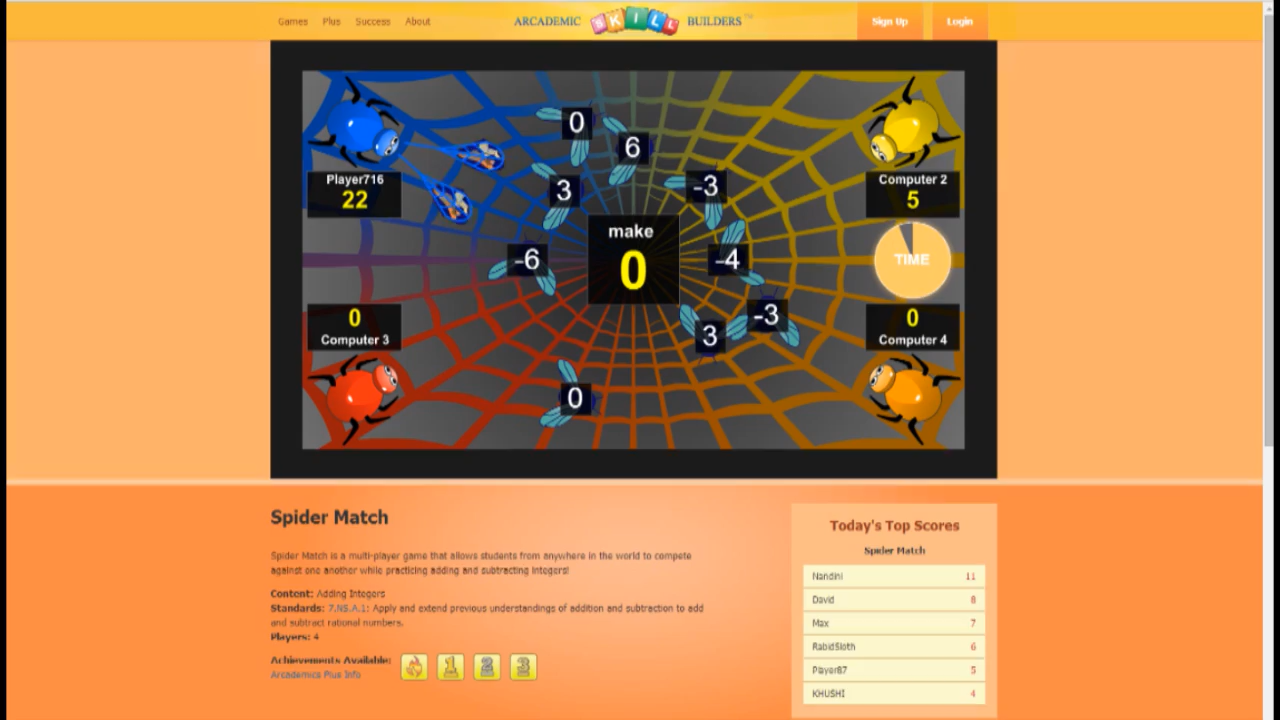 Games Plus Success About
ARCADEMIC SKILL BUILDERS™
Sign Up Login
0
6
3
-3
Player716
22
Computer 2
5
make
0
-6
-4
TIME
-3
3
0
Computer 3
0
Computer 4
0
Spider Match
Spider Match is a multi-player game that allows students from anywhere in the world to compete
against one another while practicing adding and subtracting integers!
Content: Adding Integers
Standards: 7.NS.A.1: Apply and extend previous understandings of addition and subtraction to add
and subtract rational numbers.
Players: 4
Achievements Available:
Arcademics Plus Info
1 2 3
Today's Top Scores
Spider Match
Nandini 11
David 8
Max 7
RabidSloth 6
Player87 5
KHUSHI 4